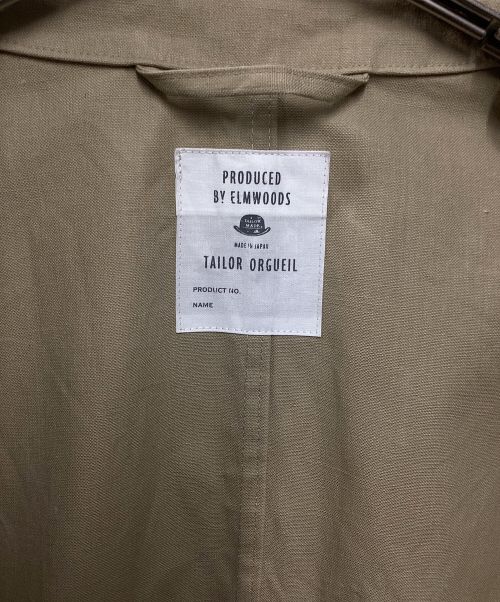 PRODUCED
BY ELMWOODS
TAILOR
MADE
MADE IN JAPAN
TAILOR ORGUEIL
PRODUCT NO.
NAME